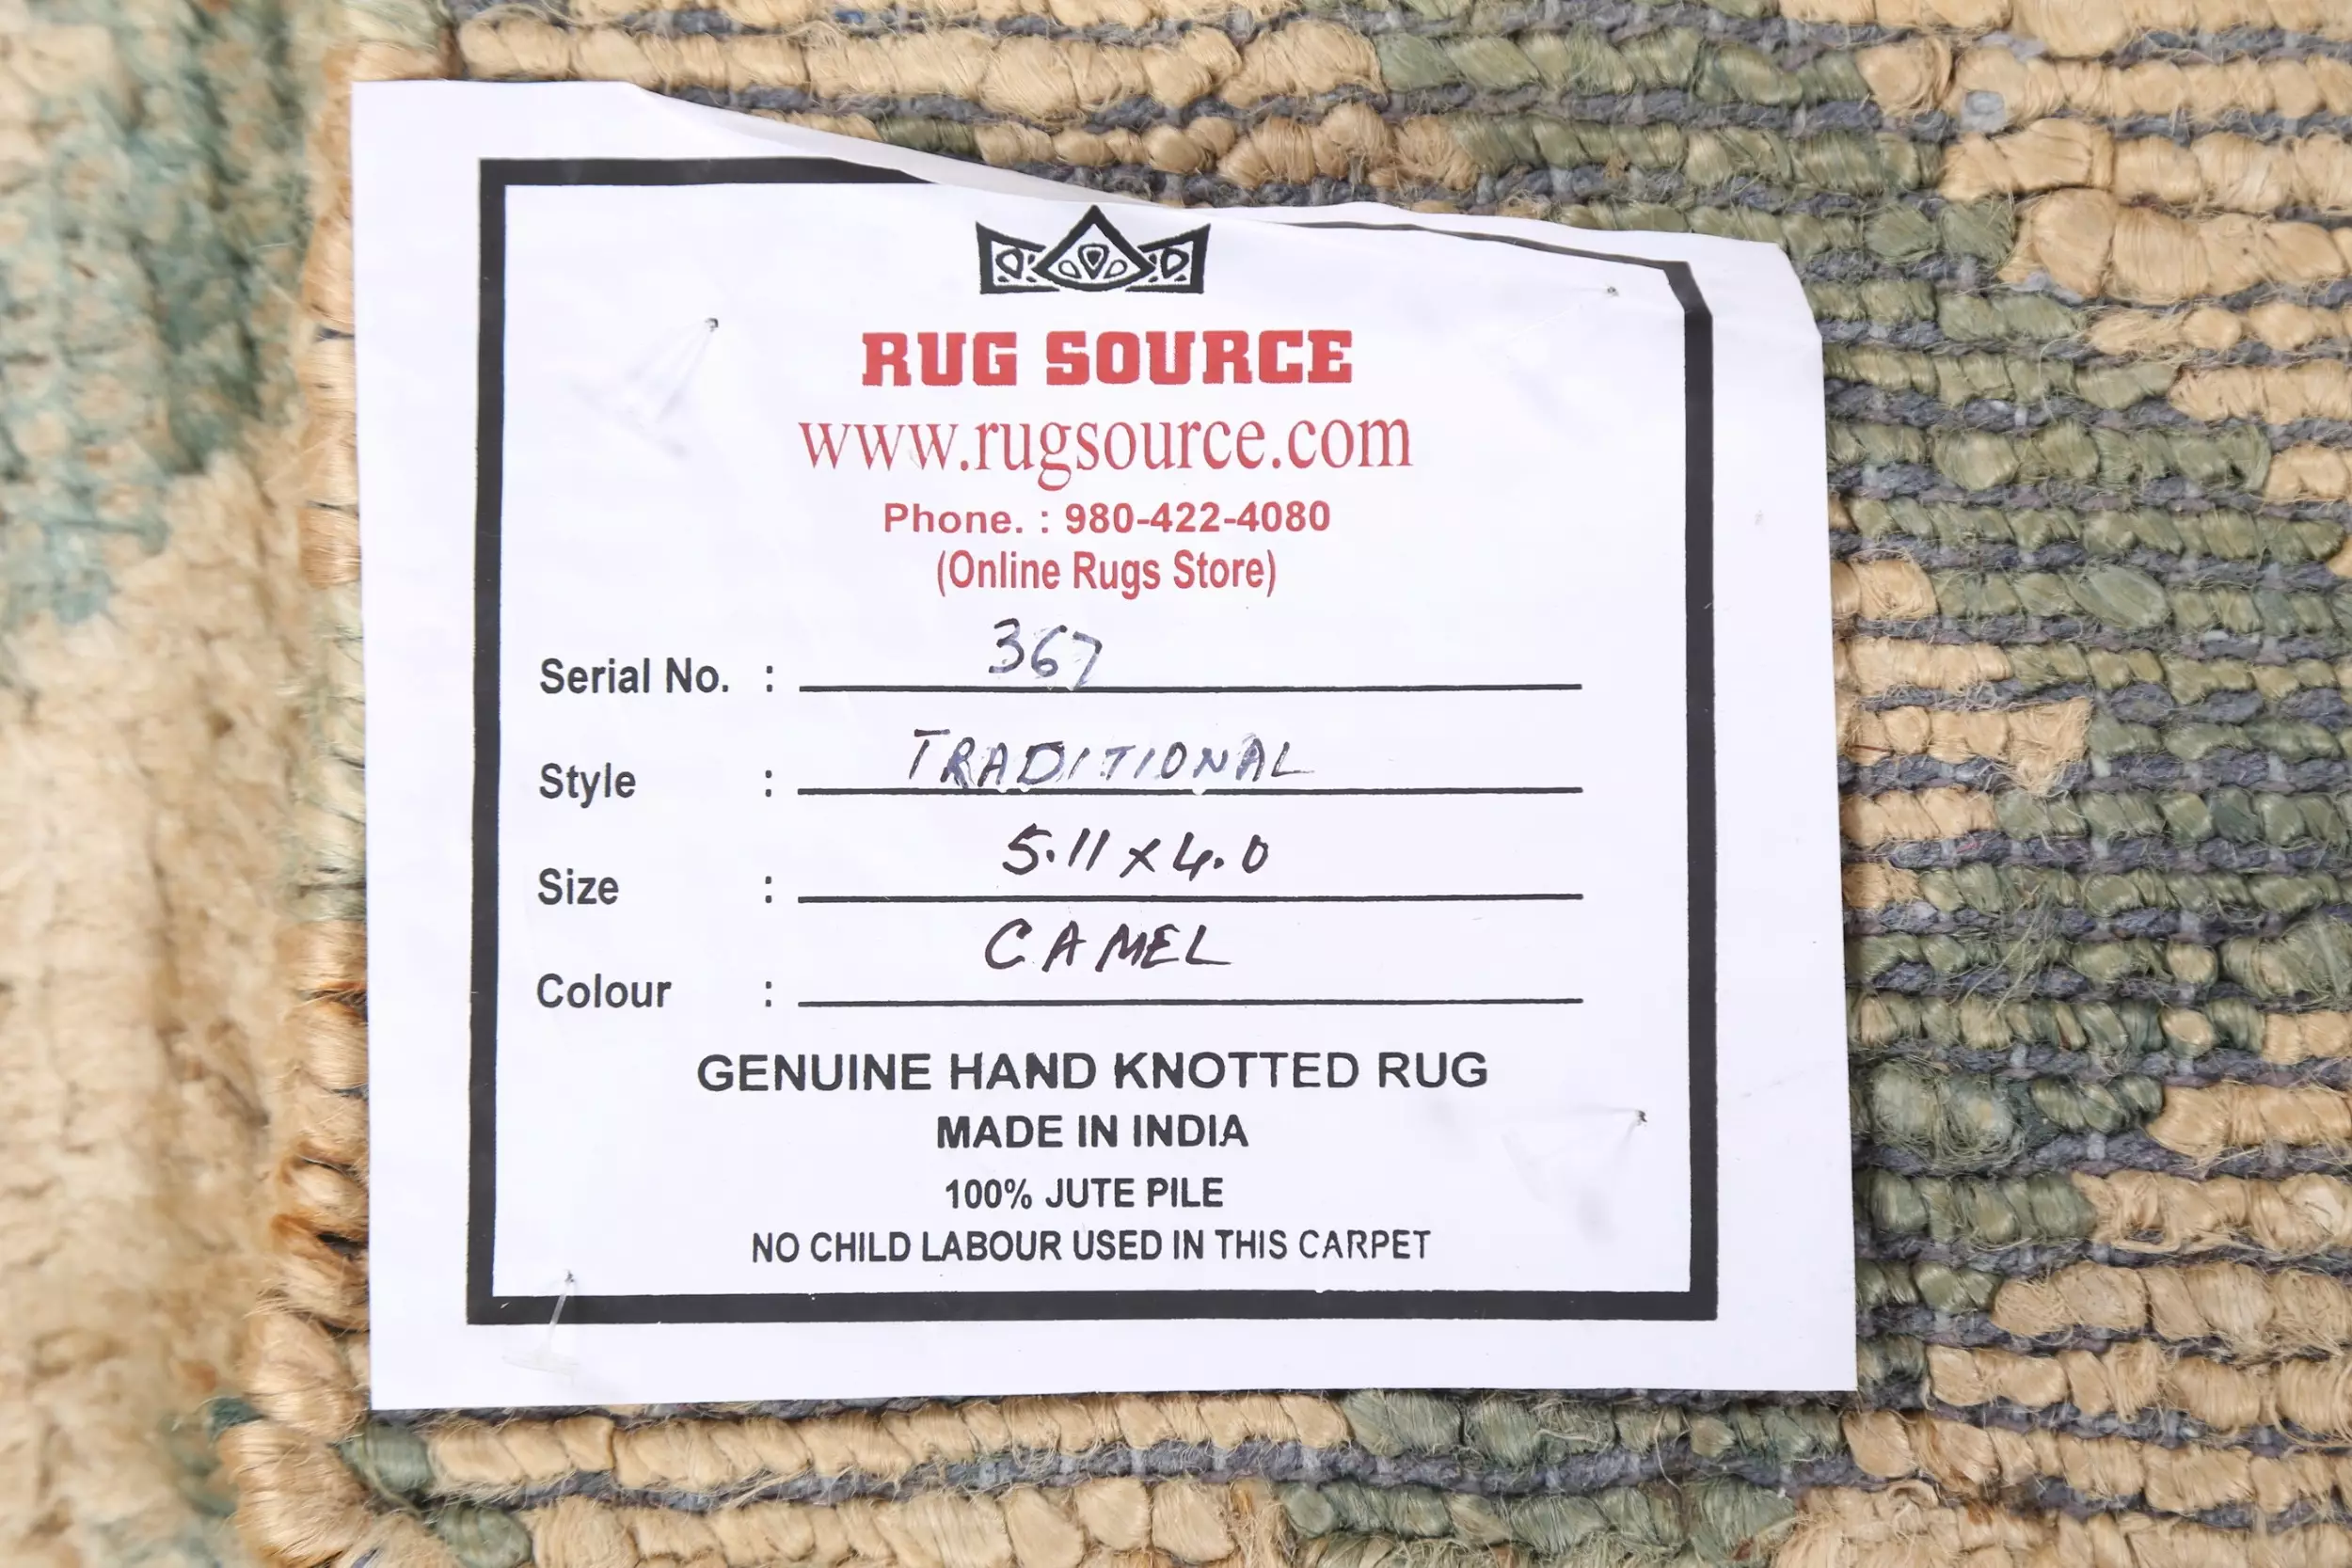 RUG SOURCE
www.rugsource.com
Phone. : 980-422-4080
(Online Rugs Store)
Serial No. : 367
Style : TRADITIONAL
Size : 5.11 x 4.0
Colour : CAMEL
GENUINE HAND KNOTTED RUG
MADE IN INDIA
100% JUTE PILE
NO CHILD LABOUR USED IN THIS CARPET